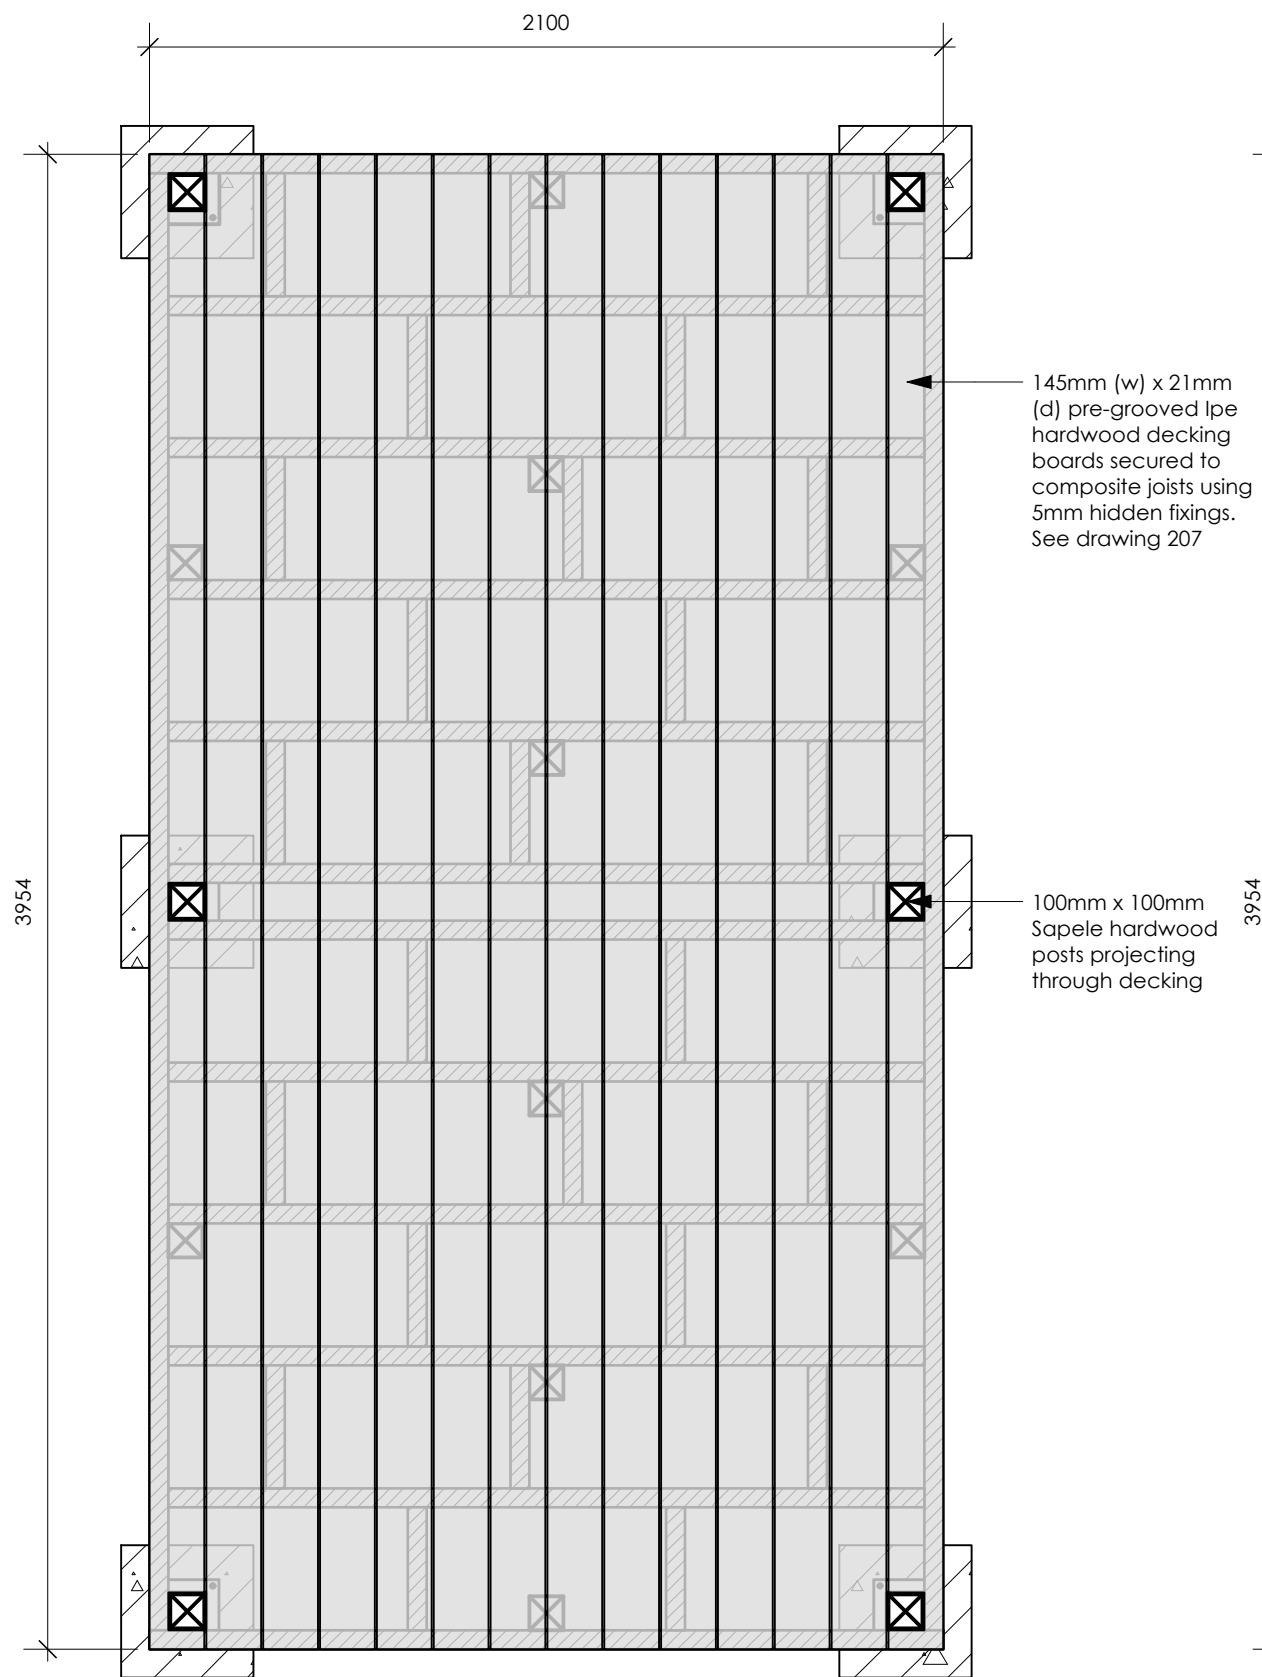 2100
145mm (w) x 21mm
(d) pre-grooved Ipe
hardwood decking
boards secured to
composite joists using
5mm hidden fixings.
See drawing 207
3954
100mm x 100mm
Sapele hardwood
posts projecting
through decking
3954